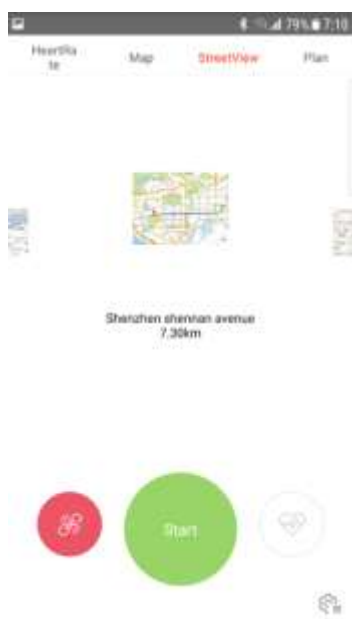 79% 7:10
HeartRa
te
Map
StreetView
Plan
Shenzhen shennan avenue
7.30km
Start